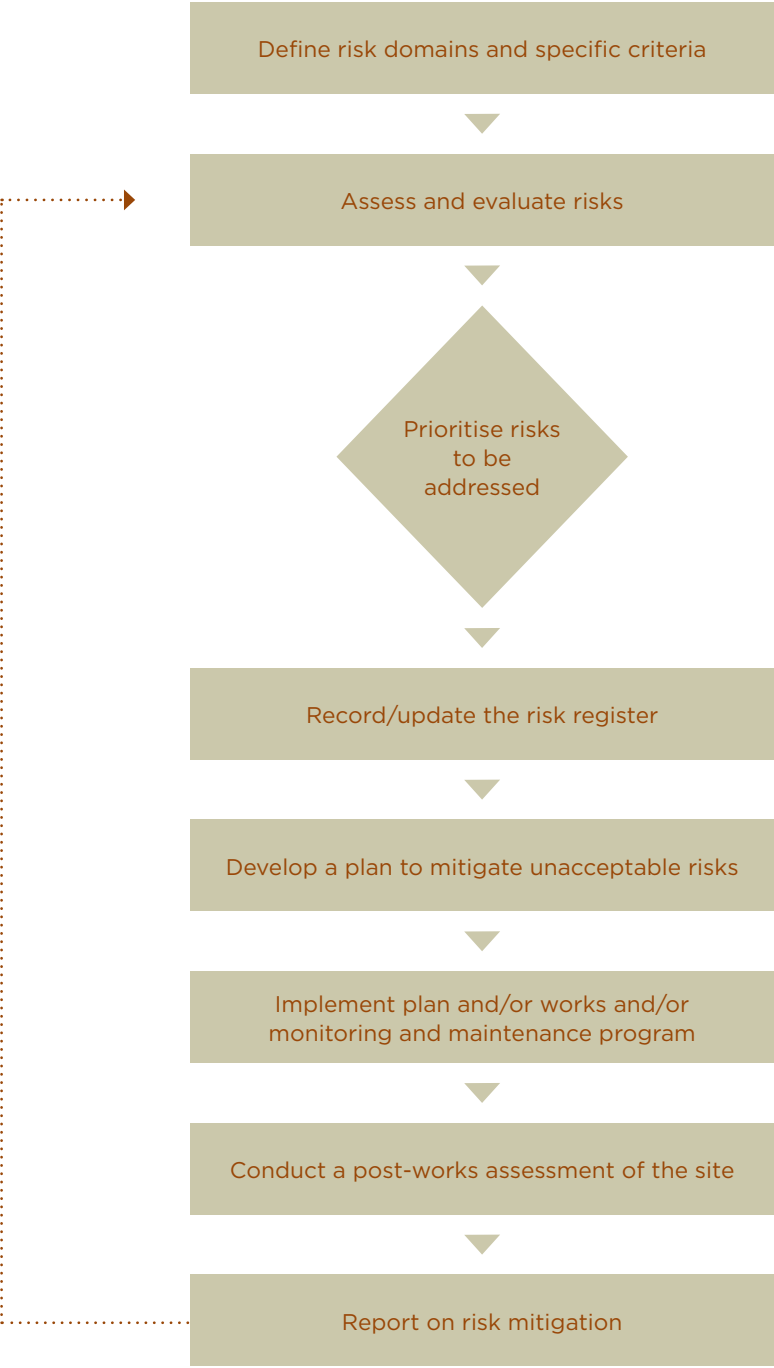 Define risk domains and specific criteria
Assess and evaluate risks
Prioritise risks
to be
addressed
Record/update the risk register
Develop a plan to mitigate unacceptable risks
Implement plan and/or works and/or
monitoring and maintenance program
Conduct a post-works assessment of the site
Report on risk mitigation